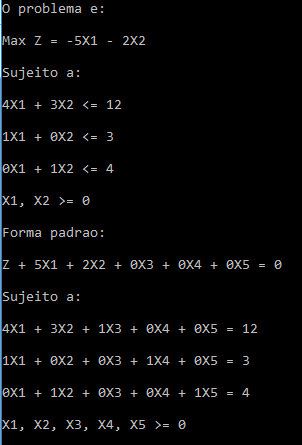 O problema e:
Max Z = -5X1 - 2X2
Sujeito a:
4X1 + 3X2 <= 12
1X1 + 0X2 <= 3
0X1 + 1X2 <= 4
X1, X2 >= 0
Forma padrao:
Z + 5X1 + 2X2 + 0X3 + 0X4 + 0X5 = 0
Sujeito a:
4X1 + 3X2 + 1X3 + 0X4 + 0X5 = 12
1X1 + 0X2 + 0X3 + 1X4 + 0X5 = 3
0X1 + 1X2 + 0X3 + 0X4 + 1X5 = 4
X1, X2, X3, X4, X5 >= 0